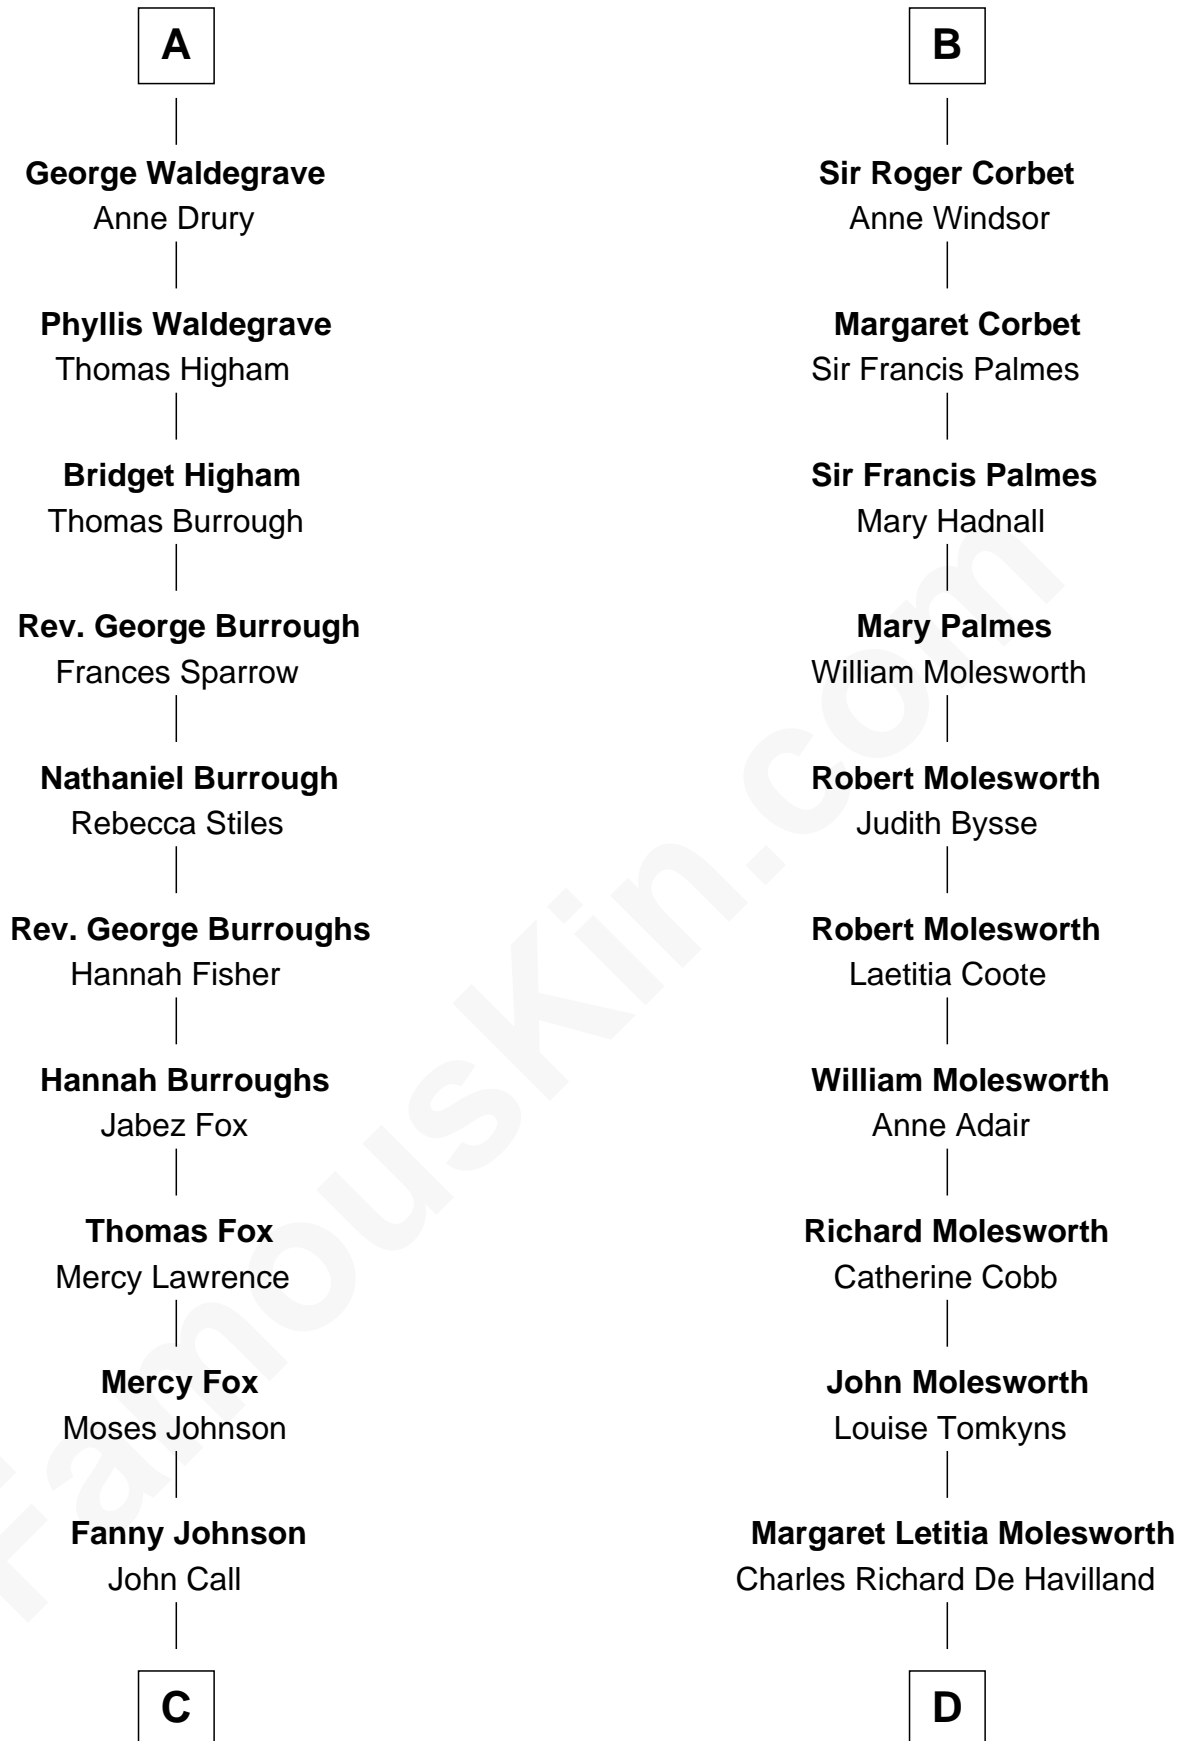 A
George Waldegrave
Anne Drury
Phyllis Waldegrave
Thomas Higham
Bridget Higham
Thomas Burrough
Rev. George Burrough
Frances Sparrow
Nathaniel Burrough
Rebecca Stiles
Rev. George Burroughs
Hannah Fisher
Hannah Burroughs
Jabez Fox
Thomas Fox
Mercy Lawrence
Mercy Fox
Moses Johnson
Fanny Johnson
John Call
C
B
Sir Roger Corbet
Anne Windsor
Margaret Corbet
Sir Francis Palmes
Sir Francis Palmes
Mary Hadnall
Mary Palmes
William Molesworth
Robert Molesworth
Judith Bysse
Robert Molesworth
Laetitia Coote
William Molesworth
Anne Adair
Richard Molesworth
Catherine Cobb
John Molesworth
Louise Tomkyns
Margaret Letitia Molesworth
Charles Richard De Havilland
D
FamousKin.com